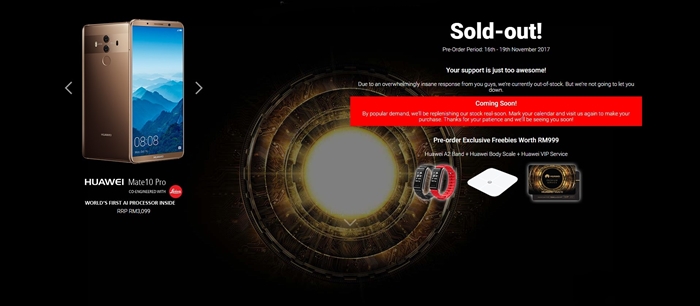 Sold-out!
Pre-Order Period: 16th - 19th November 2017
Your support is just too awesome!
Due to an overwhelmingly insane response from you guys, we're currently out-of-stock. But we're not going to let you
down.
Coming Soon!
By popular demand, we'll be replenishing our stock real-soon. Mark your calendar and visit us again to make your
purchase. Thanks for your patience and we'll be seeing you soon!
Pre-order Exclusive Freebies Worth RM999
Huawei A2 Band + Huawei Body Scale + Huawei VIP Service
08:08
HUAWEI Mate10 Pro
CO-ENGINEERED WITH Leica
WORLD'S FIRST AI PROCESSOR INSIDE
RRP RM3,099